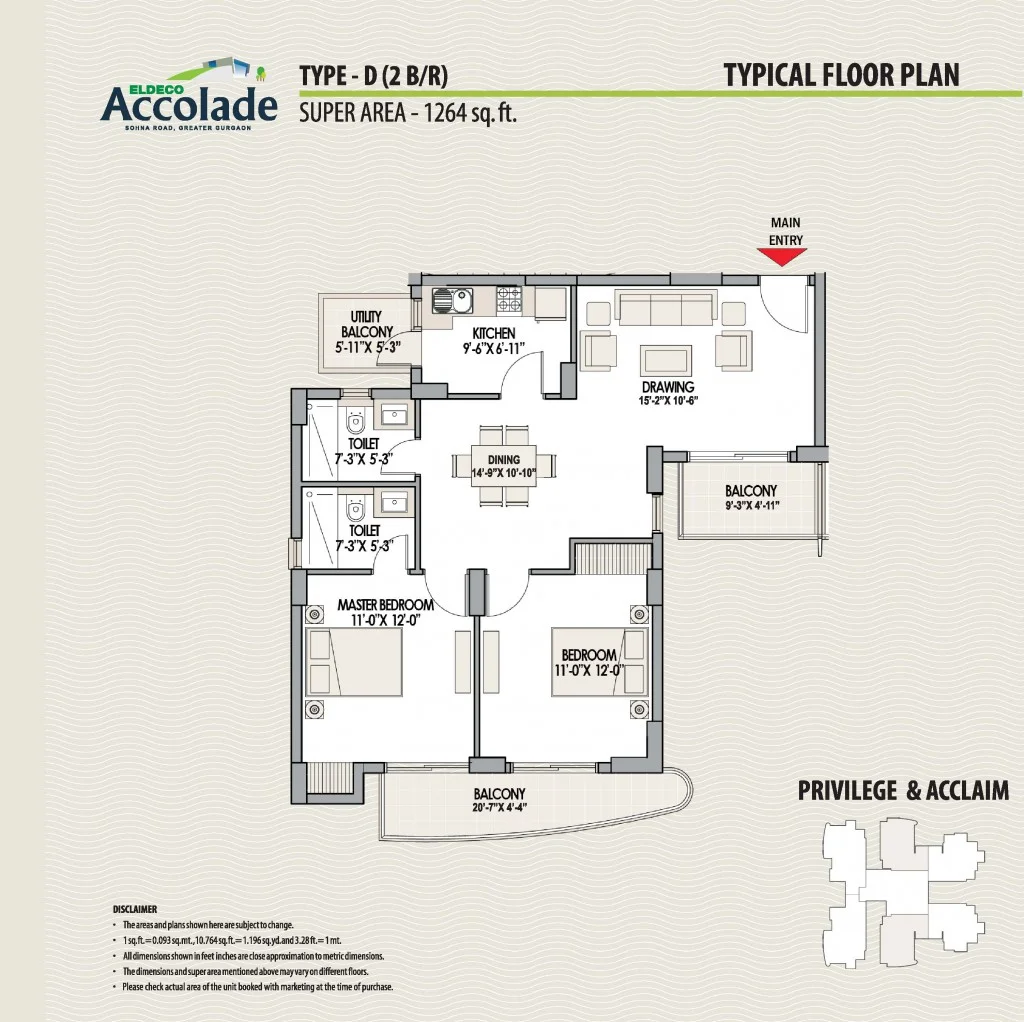 ELDECO
Accolade
SOHNA ROAD, GREATER GURGAON
TYPE - D (2 B/R)
SUPER AREA - 1264 sq. ft.
TYPICAL FLOOR PLAN
MAIN
ENTRY
UTILITY
BALCONY
5'-11"X 5'-3"
KITCHEN
9'-6"X 6'-11"
DRAWING
15'-2"X 10'-6"
TOILET
7'-3"X 5'-3"
DINING
14'-9"X 10'-10"
BALCONY
9'-3"X 4'-11"
TOILET
7'-3"X 5'-3"
MASTER BEDROOM
11'-0"X 12'-0"
BEDROOM
11'-0"X 12'-0"
BALCONY
20'-7"X 4'-4"
PRIVILEGE & ACCLAIM
DISCLAIMER
• The areas and plans shown here are subject to change.
• 1 sq. ft. = 0.093 sq. mt., 10.764 sq. ft. = 1.196 sq. yd. and 3.28 ft. = 1 mt.
• All dimensions shown in feet inches are close approximation to metric dimensions.
• The dimensions and super area mentioned above may vary on different floors.
• Please check actual area of the unit booked with marketing at the time of purchase.